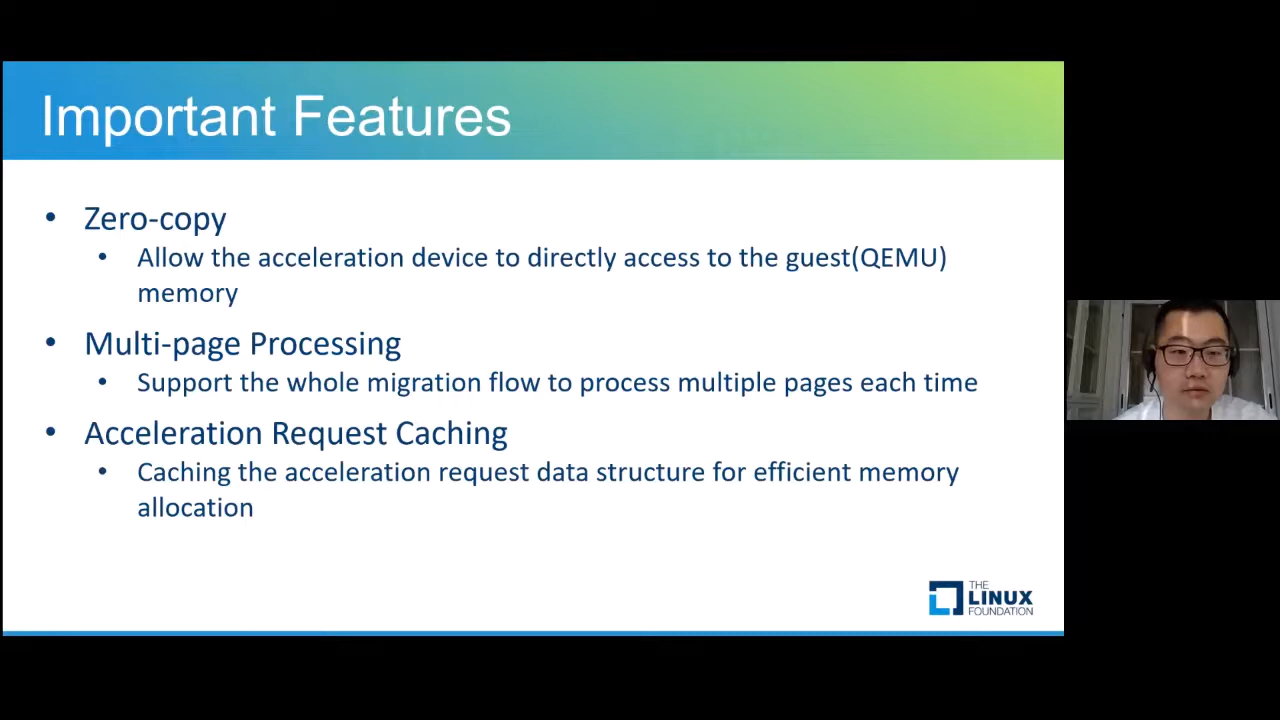 Important Features
• Zero-copy
• Allow the acceleration device to directly access to the guest(QEMU)
memory
• Multi-page Processing
• Support the whole migration flow to process multiple pages each time
• Acceleration Request Caching
• Caching the acceleration request data structure for efficient memory
allocation
THE
LINUX
FOUNDATION